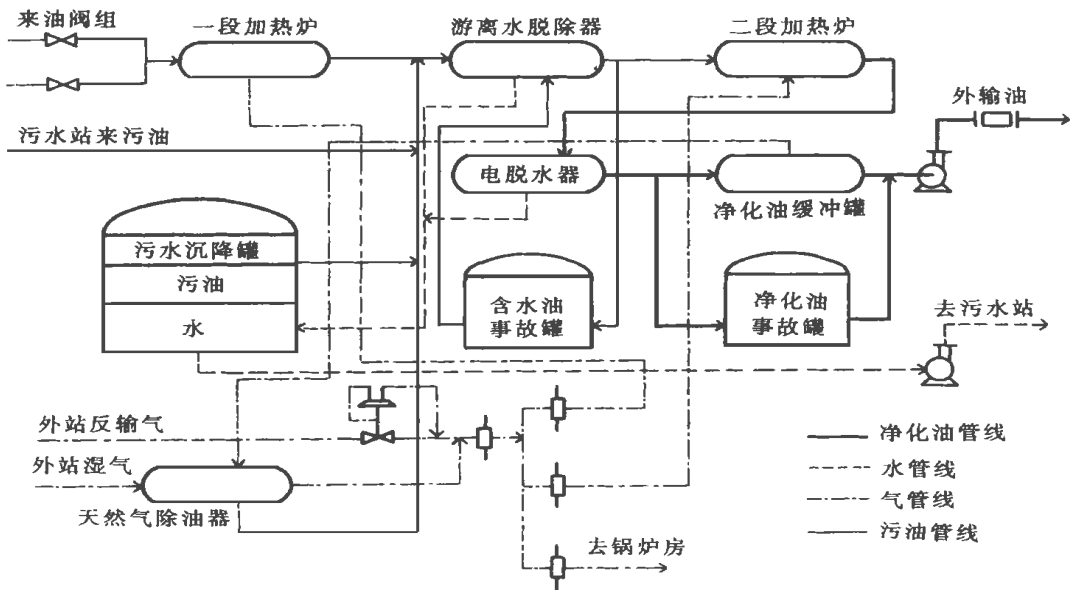 来油阀组
一段加热炉
游离水脱除器
二段加热炉
外输油
污水站来污油
电脱水器
净化油缓冲罐
污水沉降罐
污油
水
含水油
事故罐
净化油
事故罐
去污水站
外站反输气
外站湿气
天然气除油器
去锅炉房
净化油管线
水管线
气管线
污油管线